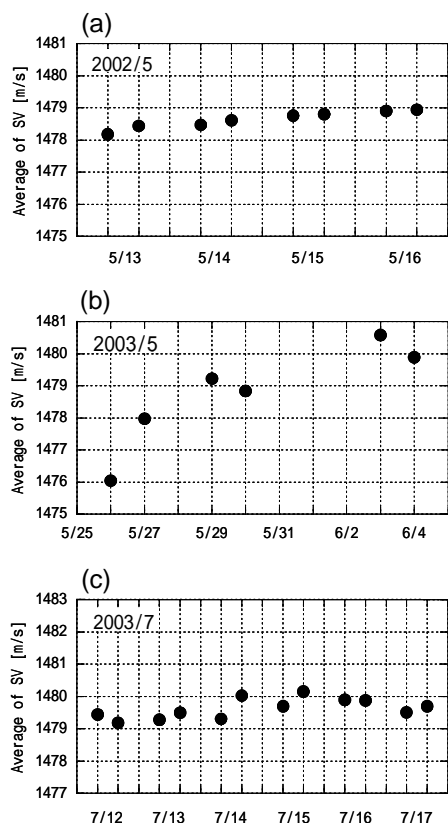 (a)
2002/5
Average of SV [m/s]
1481
1480
1479
1478
1477
1476
1475
5/13 5/14 5/15 5/16
(b)
2003/5
Average of SV [m/s]
1481
1480
1479
1478
1477
1476
1475
5/25 5/27 5/29 5/31 6/2 6/4
(c)
2003/7
Average of SV [m/s]
1483
1482
1481
1480
1479
1478
1477
7/12 7/13 7/14 7/15 7/16 7/17